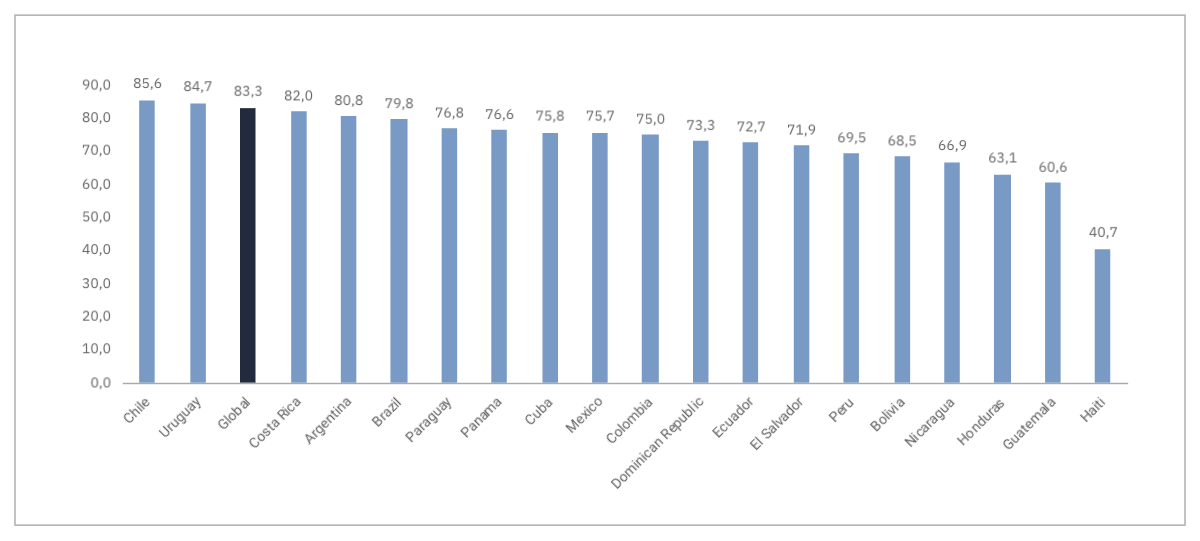 90,0
80,0
70,0
60,0
50,0
40,0
30,0
20,0
10,0
0,0
85,6
84,7
83,3
82,0
80,8
79,8
76,8
76,6
75,8
75,7
75,0
73,3
72,7
71,9
69,5
68,5
66,9
63,1
60,6
40,7
Chile
Uruguay
Global
Costa Rica
Argentina
Brazil
Paraguay
Panama
Cuba
Mexico
Colombia
Dominican Republic
Ecuador
El Salvador
Peru
Bolivia
Nicaragua
Honduras
Guatemala
Haiti